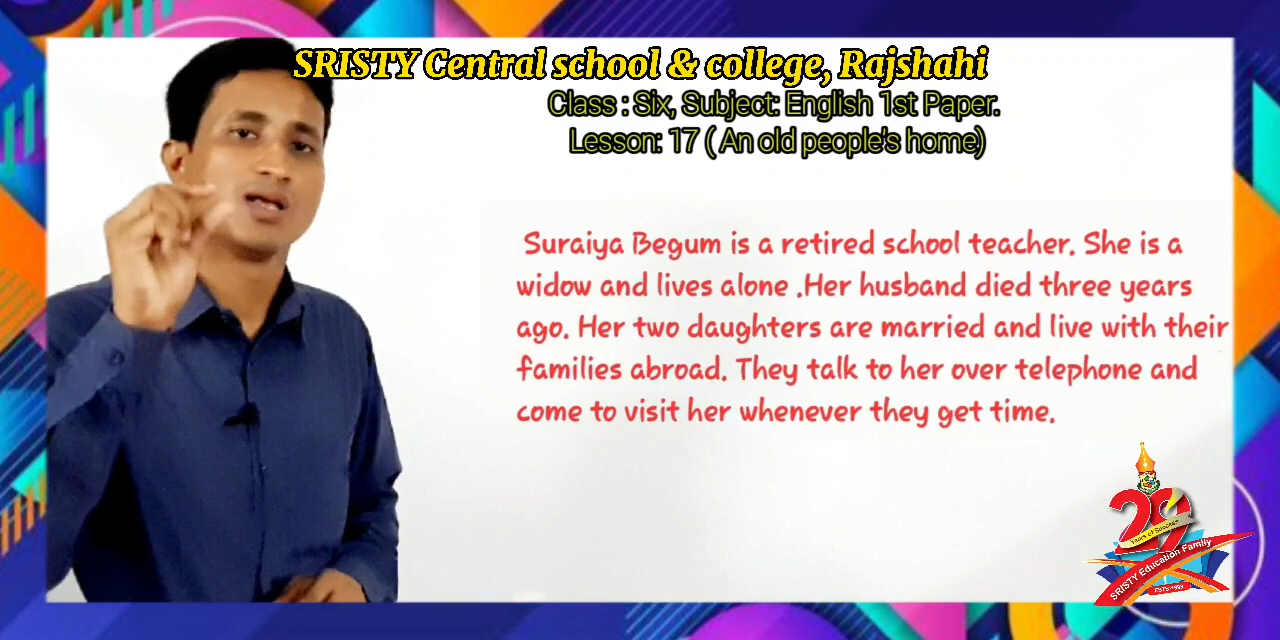 SRISTY Central school & college, Rajshahi
Class : Six, Subject: English 1st Paper.
Lesson: 17 ( An old people's home)
Suraiya Begum is a retired school teacher. She is a
widow and lives alone .Her husband died three years
ago. Her two daughters are married and live with their
families abroad. They talk to her over telephone and
come to visit her whenever they get time.
29
Years of Success
SRISTY Education Family